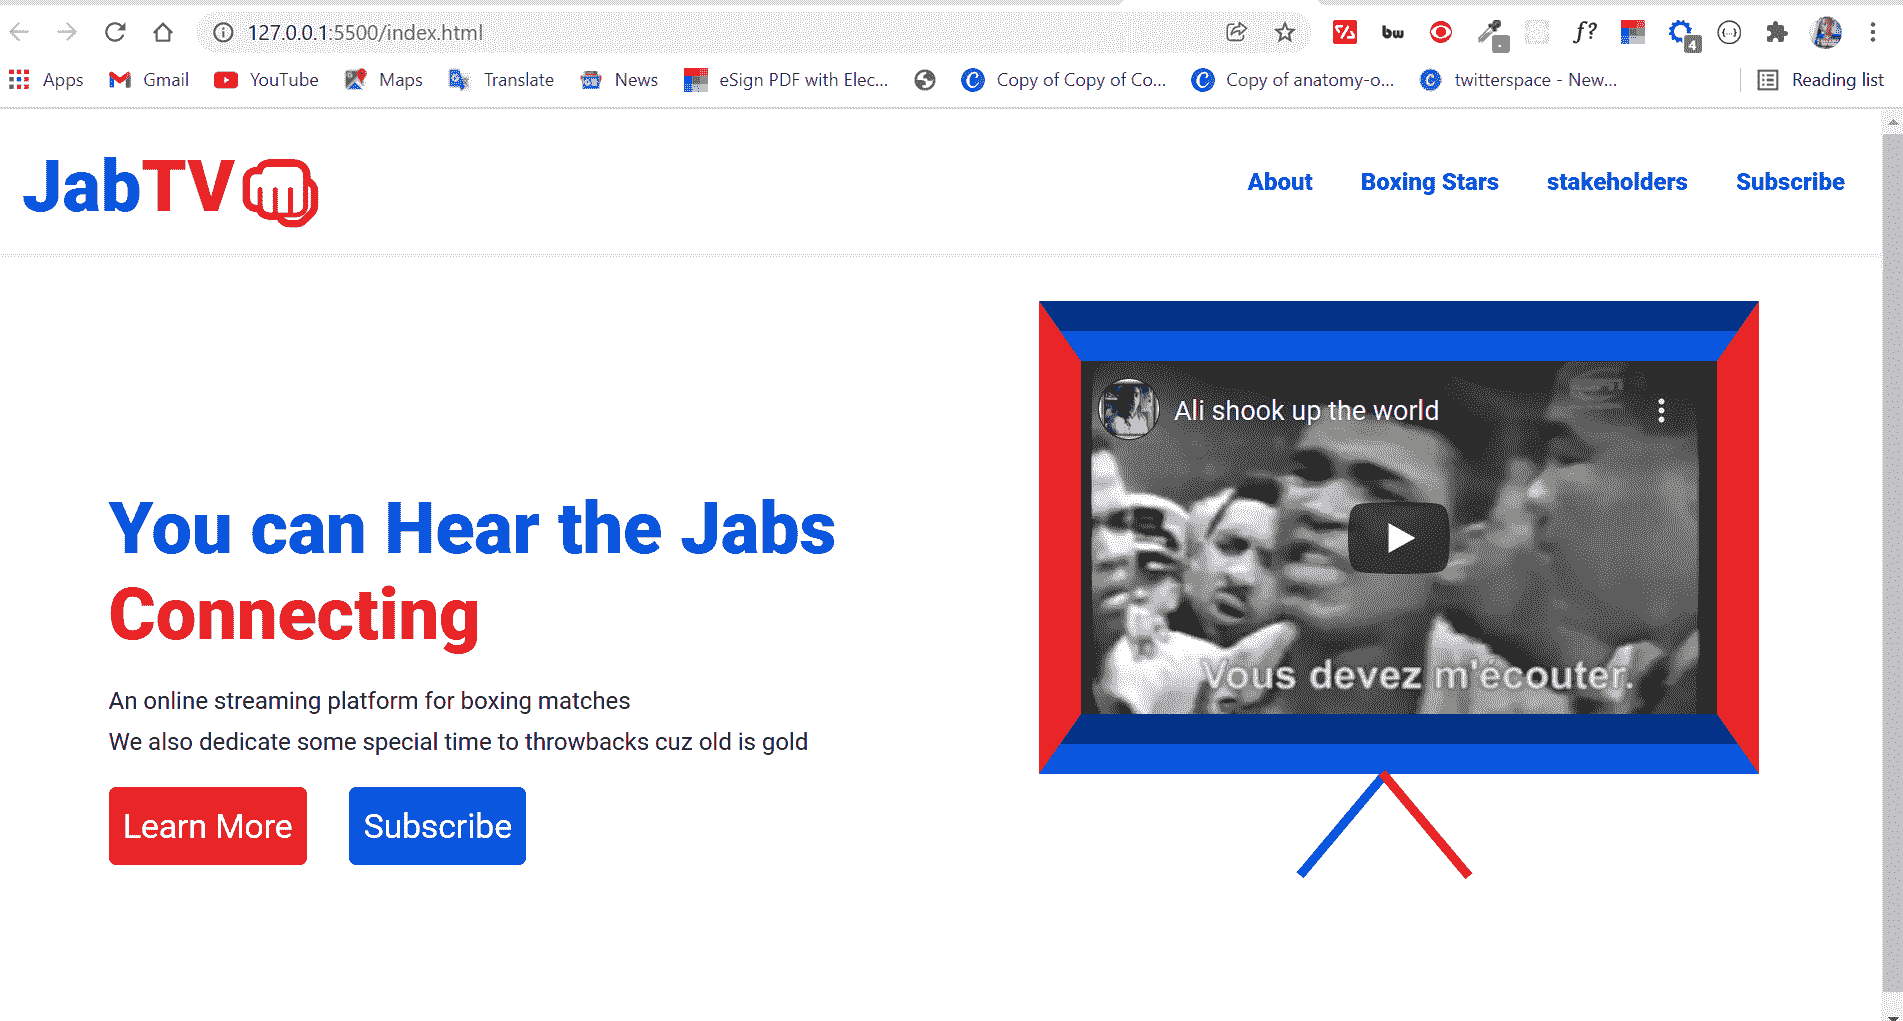 127.0.0.1:5500/index.html
ƒ?
bw
4
Apps
Gmail
YouTube
Maps
Translate
News
eSign PDF with Elec...
Copy of Copy of Co...
Copy of anatomy-o...
twitterspace - New...
Reading list
JabTV
About
Boxing Stars
stakeholders
Subscribe
Ali shook up the world
Vous devez m'écouter.
You can Hear the Jabs
Connecting
An online streaming platform for boxing matches
We also dedicate some special time to throwbacks cuz old is gold
Learn More
Subscribe